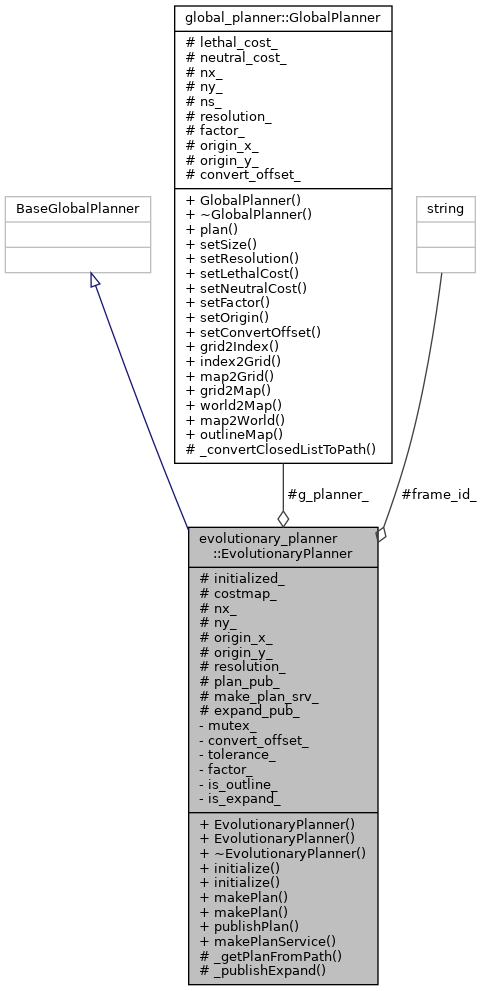 global_planner::GlobalPlanner
# lethal_cost_
# neutral_cost_
# nx_
# ny_
# ns_
# resolution_
# factor_
# origin_x_
# origin_y_
# convert_offset_
+ GlobalPlanner()
+ ~GlobalPlanner()
+ plan()
+ setSize()
+ setResolution()
+ setLethalCost()
+ setNeutralCost()
+ setFactor()
+ setOrigin()
+ setConvertOffset()
+ grid2Index()
+ index2Grid()
+ map2Grid()
+ grid2Map()
+ world2Map()
+ map2World()
+ outlineMap()
# _convertClosedListToPath()
BaseGlobalPlanner
string
#g_planner_
#frame_id_
evolutionary_planner
::EvolutionaryPlanner
# initialized_
# costmap_
# nx_
# ny_
# origin_x_
# origin_y_
# resolution_
# plan_pub_
# make_plan_srv_
# expand_pub_
- mutex_
- convert_offset_
- tolerance_
- factor_
- is_outline_
- is_expand_
+ EvolutionaryPlanner()
+ EvolutionaryPlanner()
+ ~EvolutionaryPlanner()
+ initialize()
+ initialize()
+ makePlan()
+ makePlan()
+ publishPlan()
+ makePlanService()
# _getPlanFromPath()
# _publishExpand()